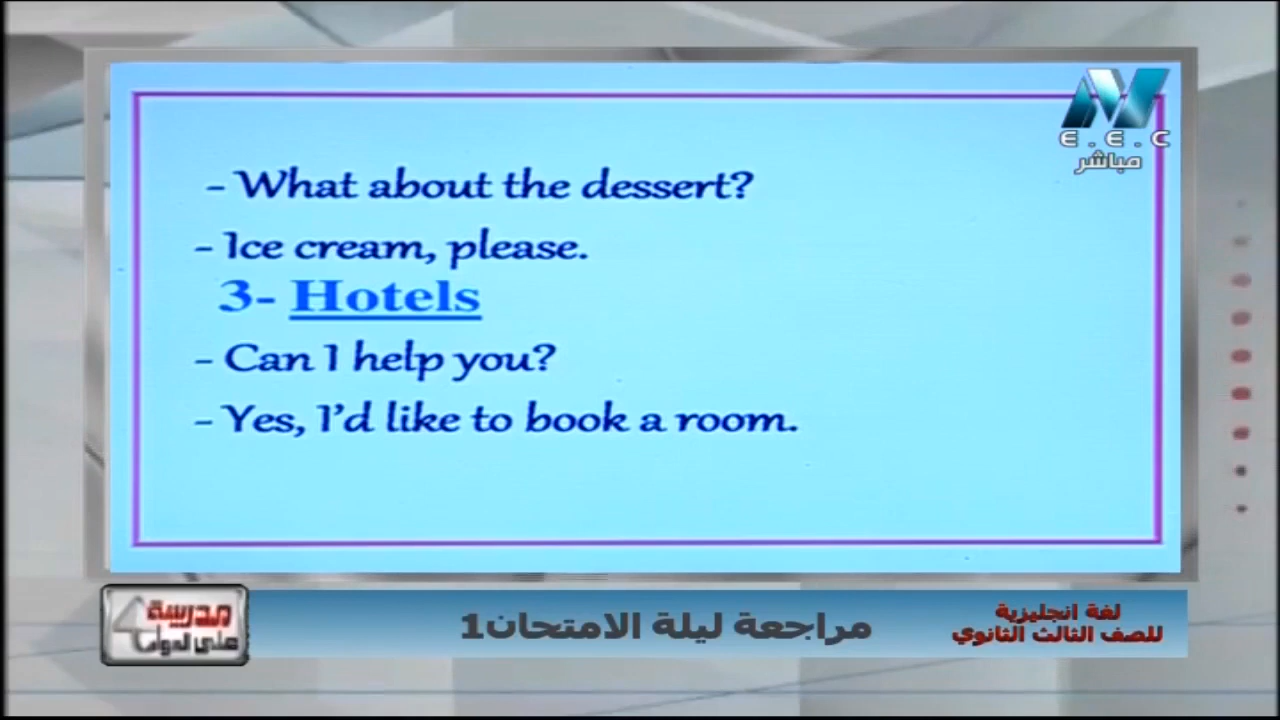 E.E.C
مباشر
- What about the dessert?
- Ice cream, please.
3- Hotels
- Can I help you?
- Yes, I'd like to book a room.
لغة انجليزية
للصف الثالث الثانوي
مراجعة ليلة الامتحان1
مدرسة
على الهواء